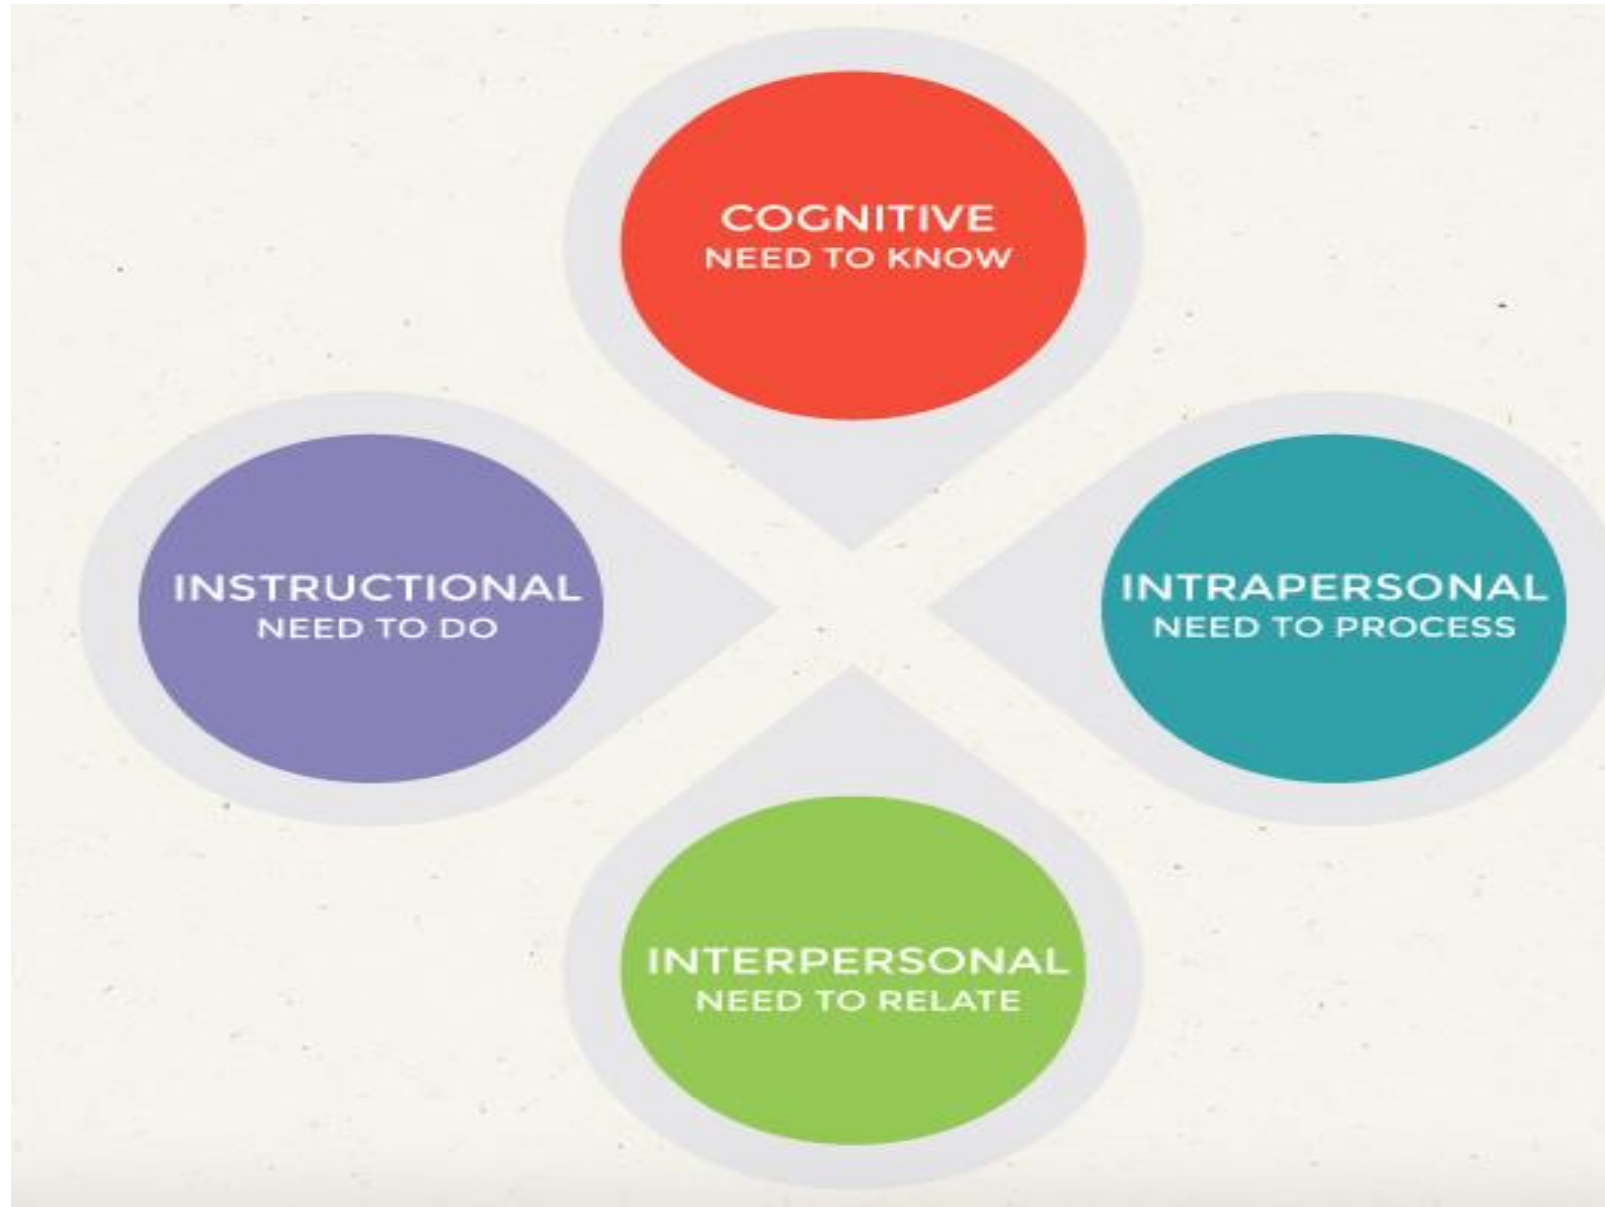 COGNITIVE
NEED TO KNOW
INSTRUCTIONAL
NEED TO DO
INTRAPERSONAL
NEED TO PROCESS
INTERPERSONAL
NEED TO RELATE